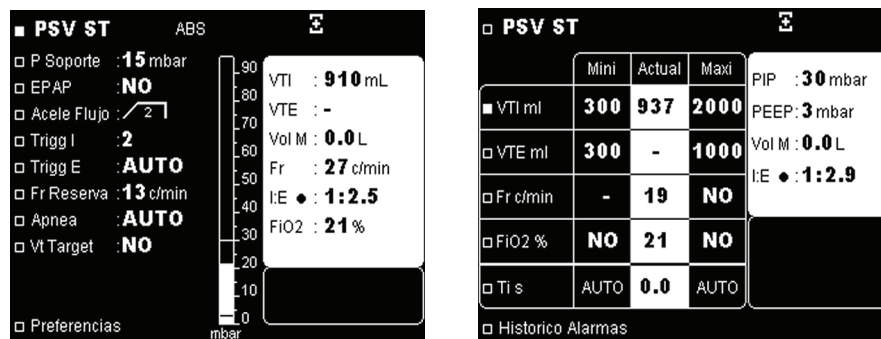 PSV ST ABS
P Soporte :15 mbar
EPAP :NO
Acele Flujo : 2
Trigg I :2
Trigg E :AUTO
Fr Reserva :13 c/min
Apnea :AUTO
Vt Target :NO
Preferencias
90
80
70
60
50
40
30
20
10
0
mbar
VTI : 910 mL
VTE : -
Vol M : 0.0 L
Fr : 27 c/min
I:E ● : 1:2.5
FiO2 : 21 %
PSV ST
Mini Actual Maxi
VTI ml 300 937 2000
VTE ml 300 - 1000
Fr c/min - 19 NO
FiO2 % NO 21 NO
Ti s AUTO 0.0 AUTO
Historico Alarmas
PIP : 30 mbar
PEEP: 3 mbar
Vol M : 0.0 L
I:E ● : 1:2.9